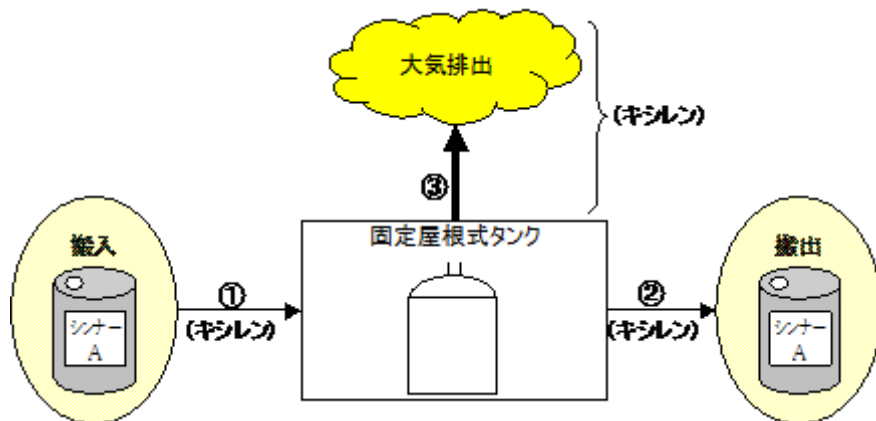 大気排出
(キシレン)
③
固定屋根式タンク
搬入
シンナー
A
①
(キシレン)
②
(キシレン)
搬出
シンナー
A